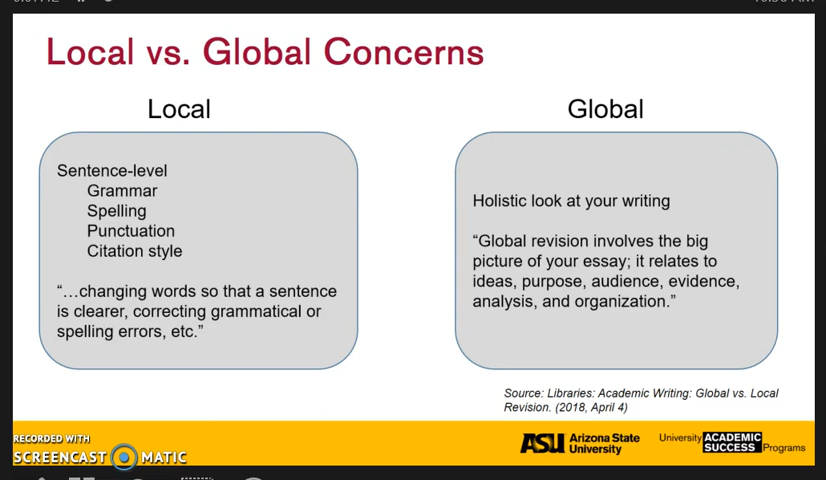 Local vs. Global Concerns
Local
Sentence-level
Grammar
Spelling
Punctuation
Citation style
“…changing words so that a sentence
is clearer, correcting grammatical or
spelling errors, etc.”
Global
Holistic look at your writing
“Global revision involves the big
picture of your essay; it relates to
ideas, purpose, audience, evidence,
analysis, and organization.”
Source: Libraries: Academic Writing: Global vs. Local
Revision. (2018, April 4)
RECORDED WITH
SCREENCAST MATIC
ASU Arizona State
University
University ACADEMIC
SUCCESS Programs